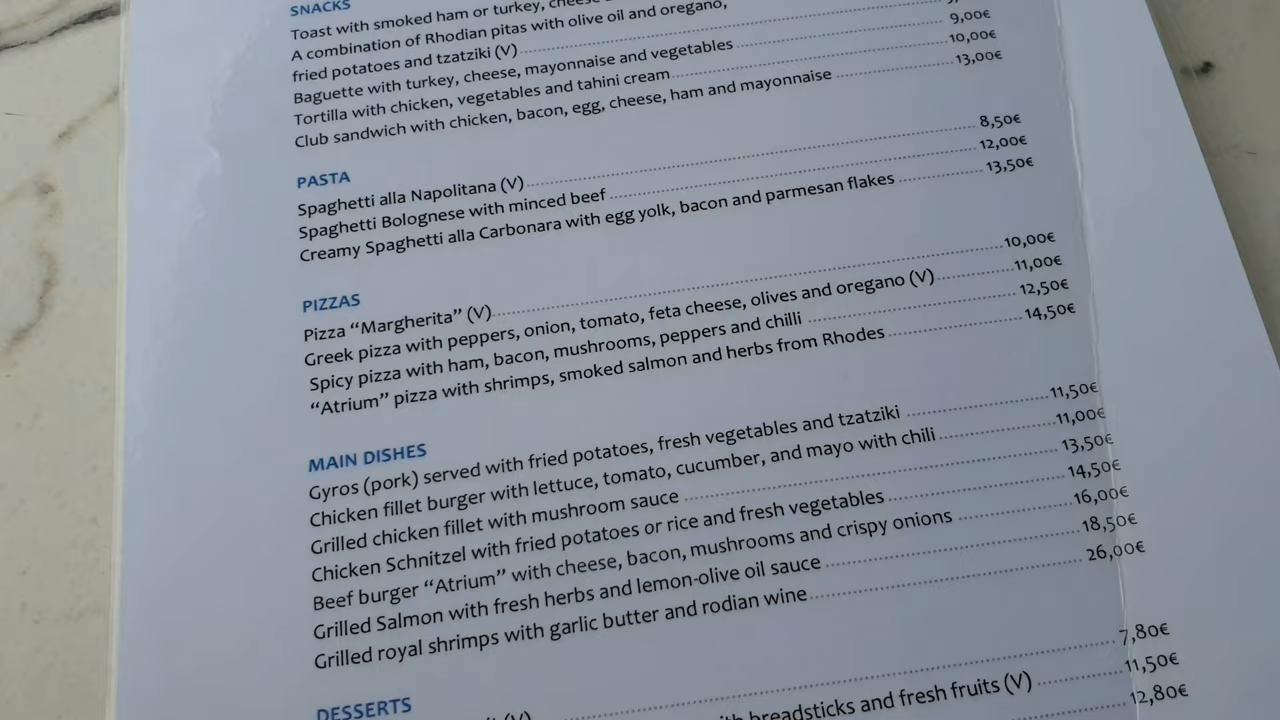 SNACKS
Toast with smoked ham or turkey, cheese
A combination of Rhodian pitas with olive oil and oregano,
fried potatoes and tzatziki (V)
Baguette with turkey, cheese, mayonnaise and vegetables 9,00€
Tortilla with chicken, vegetables and tahini cream 10,00€
Club sandwich with chicken, bacon, egg, cheese, ham and mayonnaise 13,00€
PASTA
Spaghetti alla Napolitana (V) 8,50€
Spaghetti Bolognese with minced beef 12,00€
Creamy Spaghetti alla Carbonara with egg yolk, bacon and parmesan flakes 13,50€
PIZZAS
Pizza “Margherita” (V) 10,00€
Greek pizza with peppers, onion, tomato, feta cheese, olives and oregano (V) 11,00€
Spicy pizza with ham, bacon, mushrooms, peppers and chilli 12,50€
“Atrium” pizza with shrimps, smoked salmon and herbs from Rhodes 14,50€
MAIN DISHES
Gyros (pork) served with fried potatoes, fresh vegetables and tzatziki 11,50€
Chicken fillet burger with lettuce, tomato, cucumber, and mayo with chili 11,00€
Grilled chicken fillet with mushroom sauce 13,50€
Chicken Schnitzel with fried potatoes or rice and fresh vegetables 14,50€
Beef burger “Atrium” with cheese, bacon, mushrooms and crispy onions 16,00€
Grilled Salmon with fresh herbs and lemon-olive oil sauce 18,50€
Grilled royal shrimps with garlic butter and rodian wine 26,00€
DESSERTS
(V) 7,80€
with breadsticks and fresh fruits (V) 11,50€
12,80€